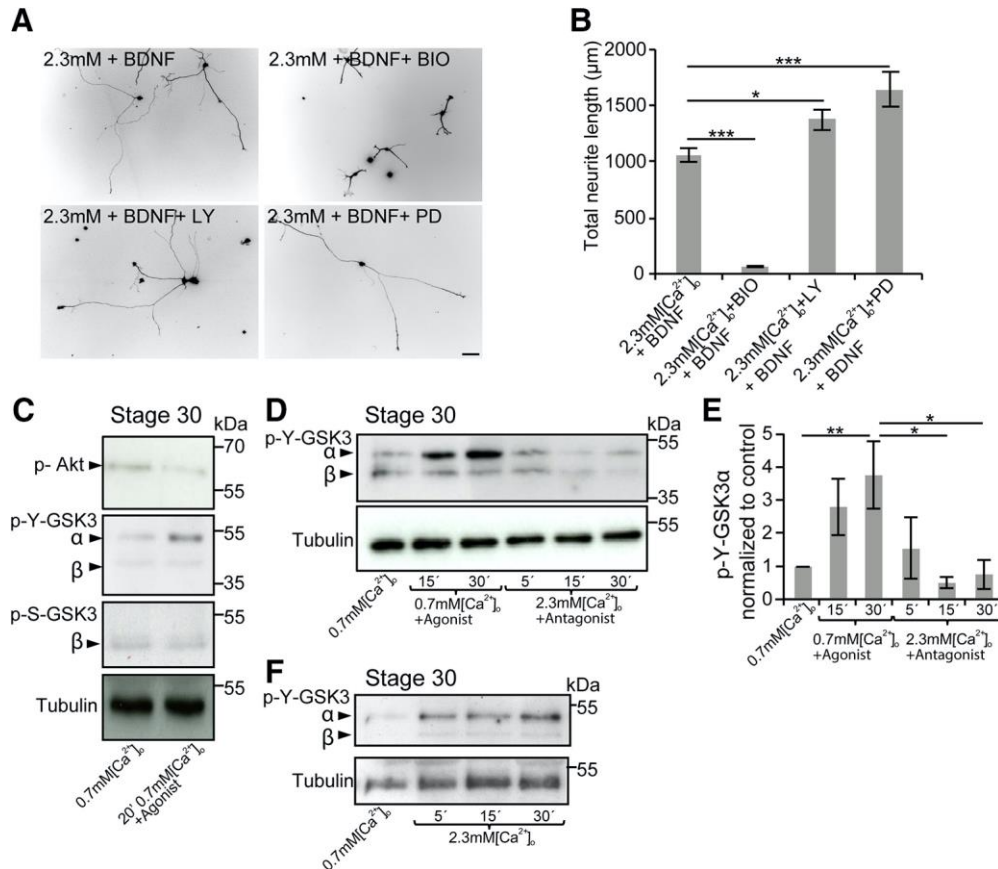 A
2.3mM + BDNF
2.3mM + BDNF+ BIO
2.3mM + BDNF+ LY
2.3mM + BDNF+ PD
B
Total neurite length (µm)
2000
1500
1000
500
0
***
*
***
2.3mM[Ca²⁺]ₒ
+ BDNF
2.3mM[Ca²⁺]ₒ+BIO
+ BDNF
2.3mM[Ca²⁺]ₒ+LY
+ BDNF
2.3mM[Ca²⁺]ₒ+PD
+ BDNF
C
Stage 30
kDa
p- Akt
70
55
p-Y-GSK3
α
β
55
35
p-S-GSK3
β
55
Tubulin
55
0.7mM[Ca²⁺]ₒ
20' 0.7mM[Ca²⁺]ₒ
+Agonist
D
Stage 30
kDa
p-Y-GSK3
α
β
55
35
Tubulin
55
0.7mM[Ca²⁺]ₒ
15´ 30´ 5´ 15´ 30´
0.7mM[Ca²⁺]ₒ
+Agonist
2.3mM[Ca²⁺]ₒ
+Antagonist
E
p-Y-GSK3α
normalized to control
5
4
3
2
1
0
**
*
*
0.7mM[Ca²⁺]ₒ
15´ 30´ 5´ 15´ 30´
0.7mM[Ca²⁺]ₒ
+Agonist
2.3mM[Ca²⁺]ₒ
+Antagonist
F
Stage 30
kDa
p-Y-GSK3
α
β
55
Tubulin
55
0.7mM[Ca²⁺]ₒ
5´ 15´ 30´
2.3mM[Ca²⁺]ₒ